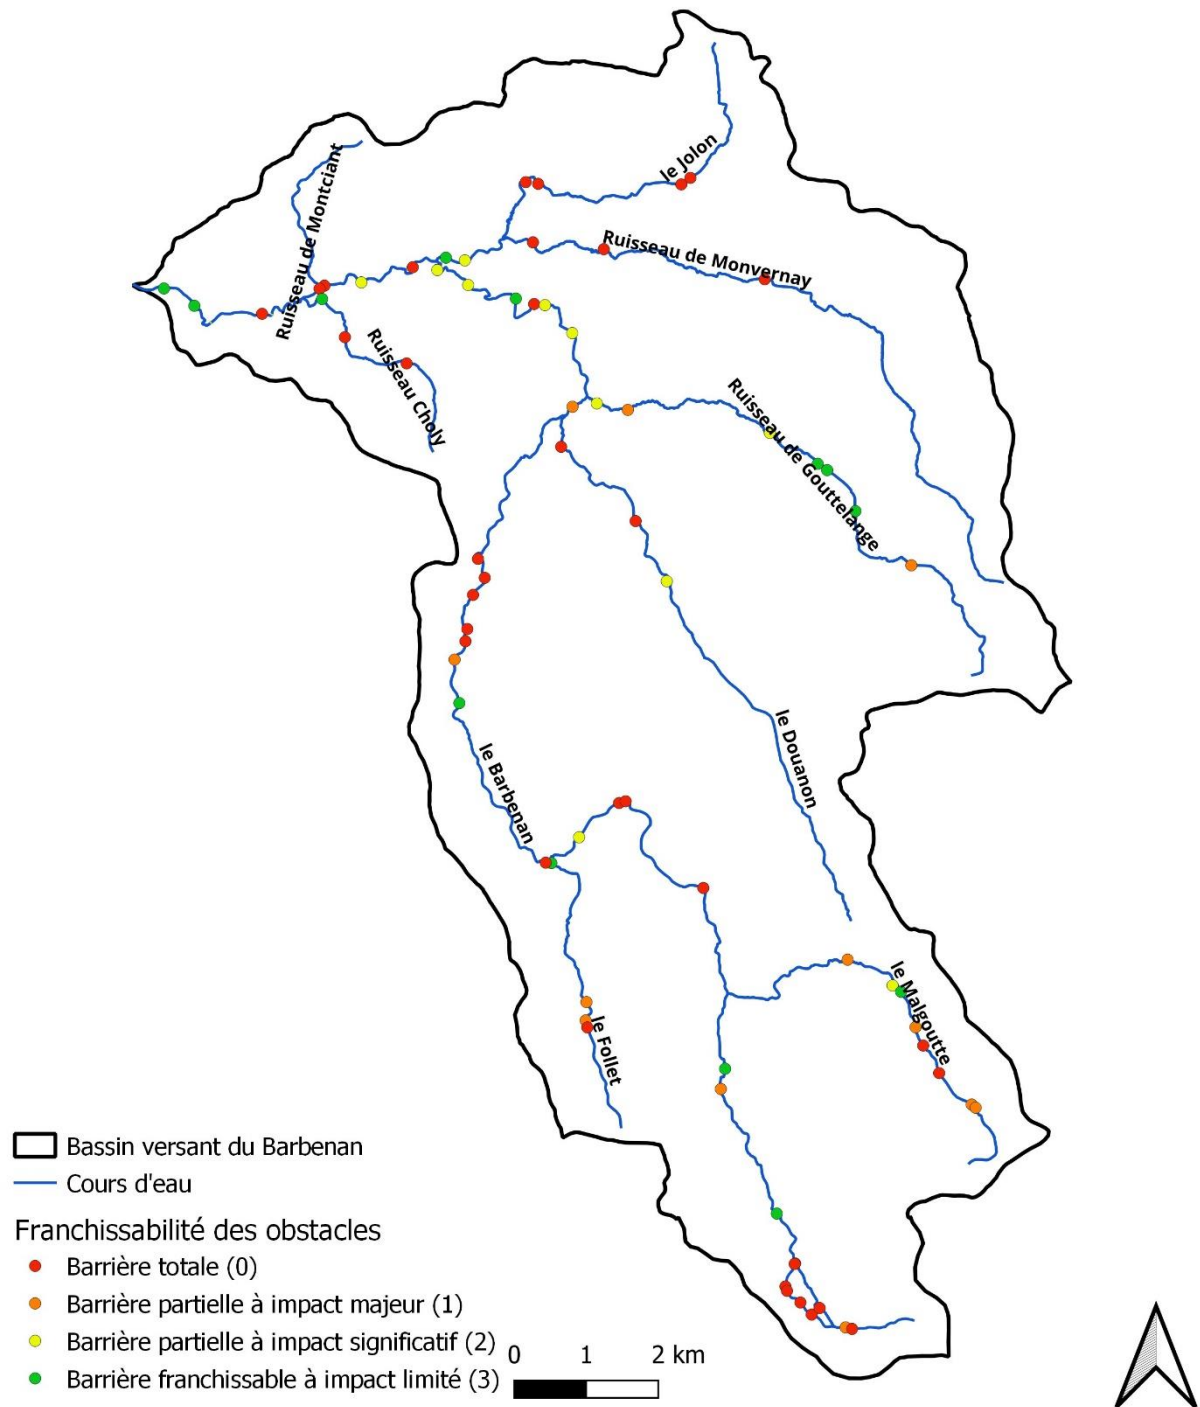 le Jolon
Ruisseau de Montciant
Ruisseau de Monvernay
Ruisseau Choly
Ruisseau de Gouttelange
le Barbenan
le Douanon
le Malgoutte
le Follet
Bassin versant du Barbenan
Cours d'eau
Franchissabilité des obstacles
Barrière totale (0)
Barrière partielle à impact majeur (1)
Barrière partielle à impact significatif (2)
Barrière franchissable à impact limité (3)
0 1 2 km